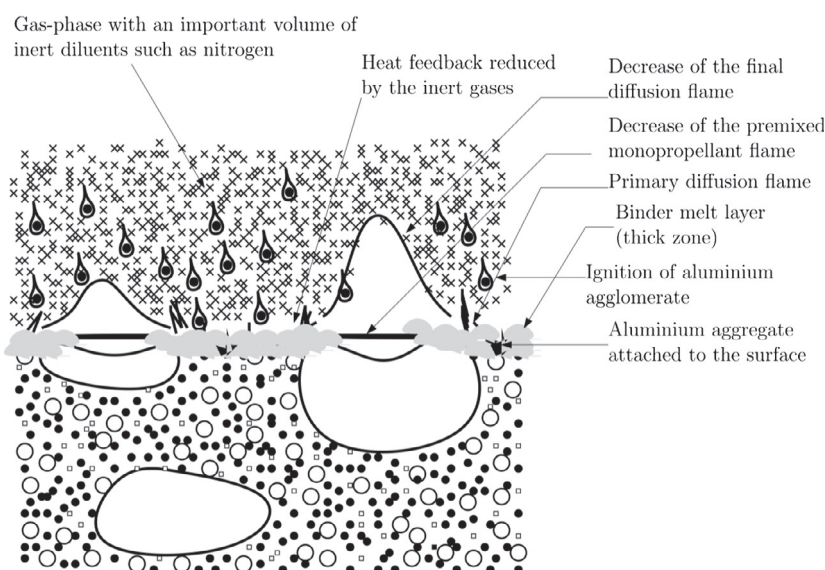 Gas-phase with an important volume of
inert diluents such as nitrogen
Heat feedback reduced
by the inert gases
Decrease of the final
diffusion flame
Decrease of the premixed
monopropellant flame
Primary diffusion flame
Binder melt layer
(thick zone)
Ignition of aluminium
agglomerate
Aluminium aggregate
attached to the surface